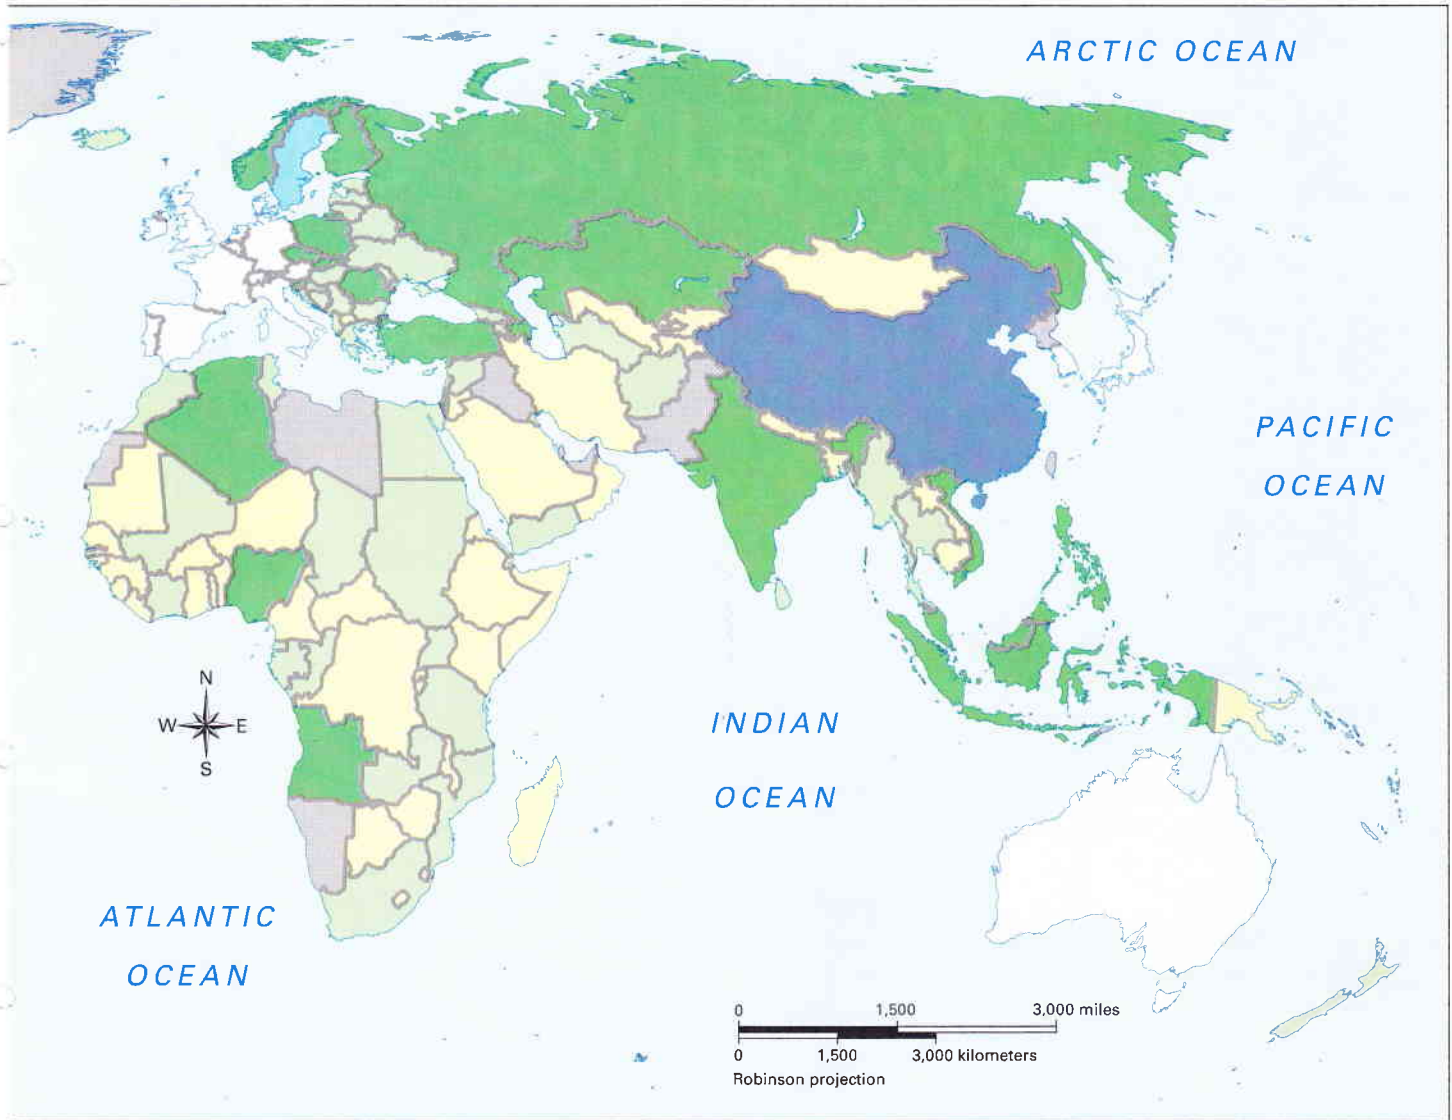 ARCTIC OCEAN
PACIFIC
OCEAN
N
W E
S
INDIAN
OCEAN
ATLANTIC
OCEAN
0 1,500 3,000 miles
0 1,500 3,000 kilometers
Robinson projection